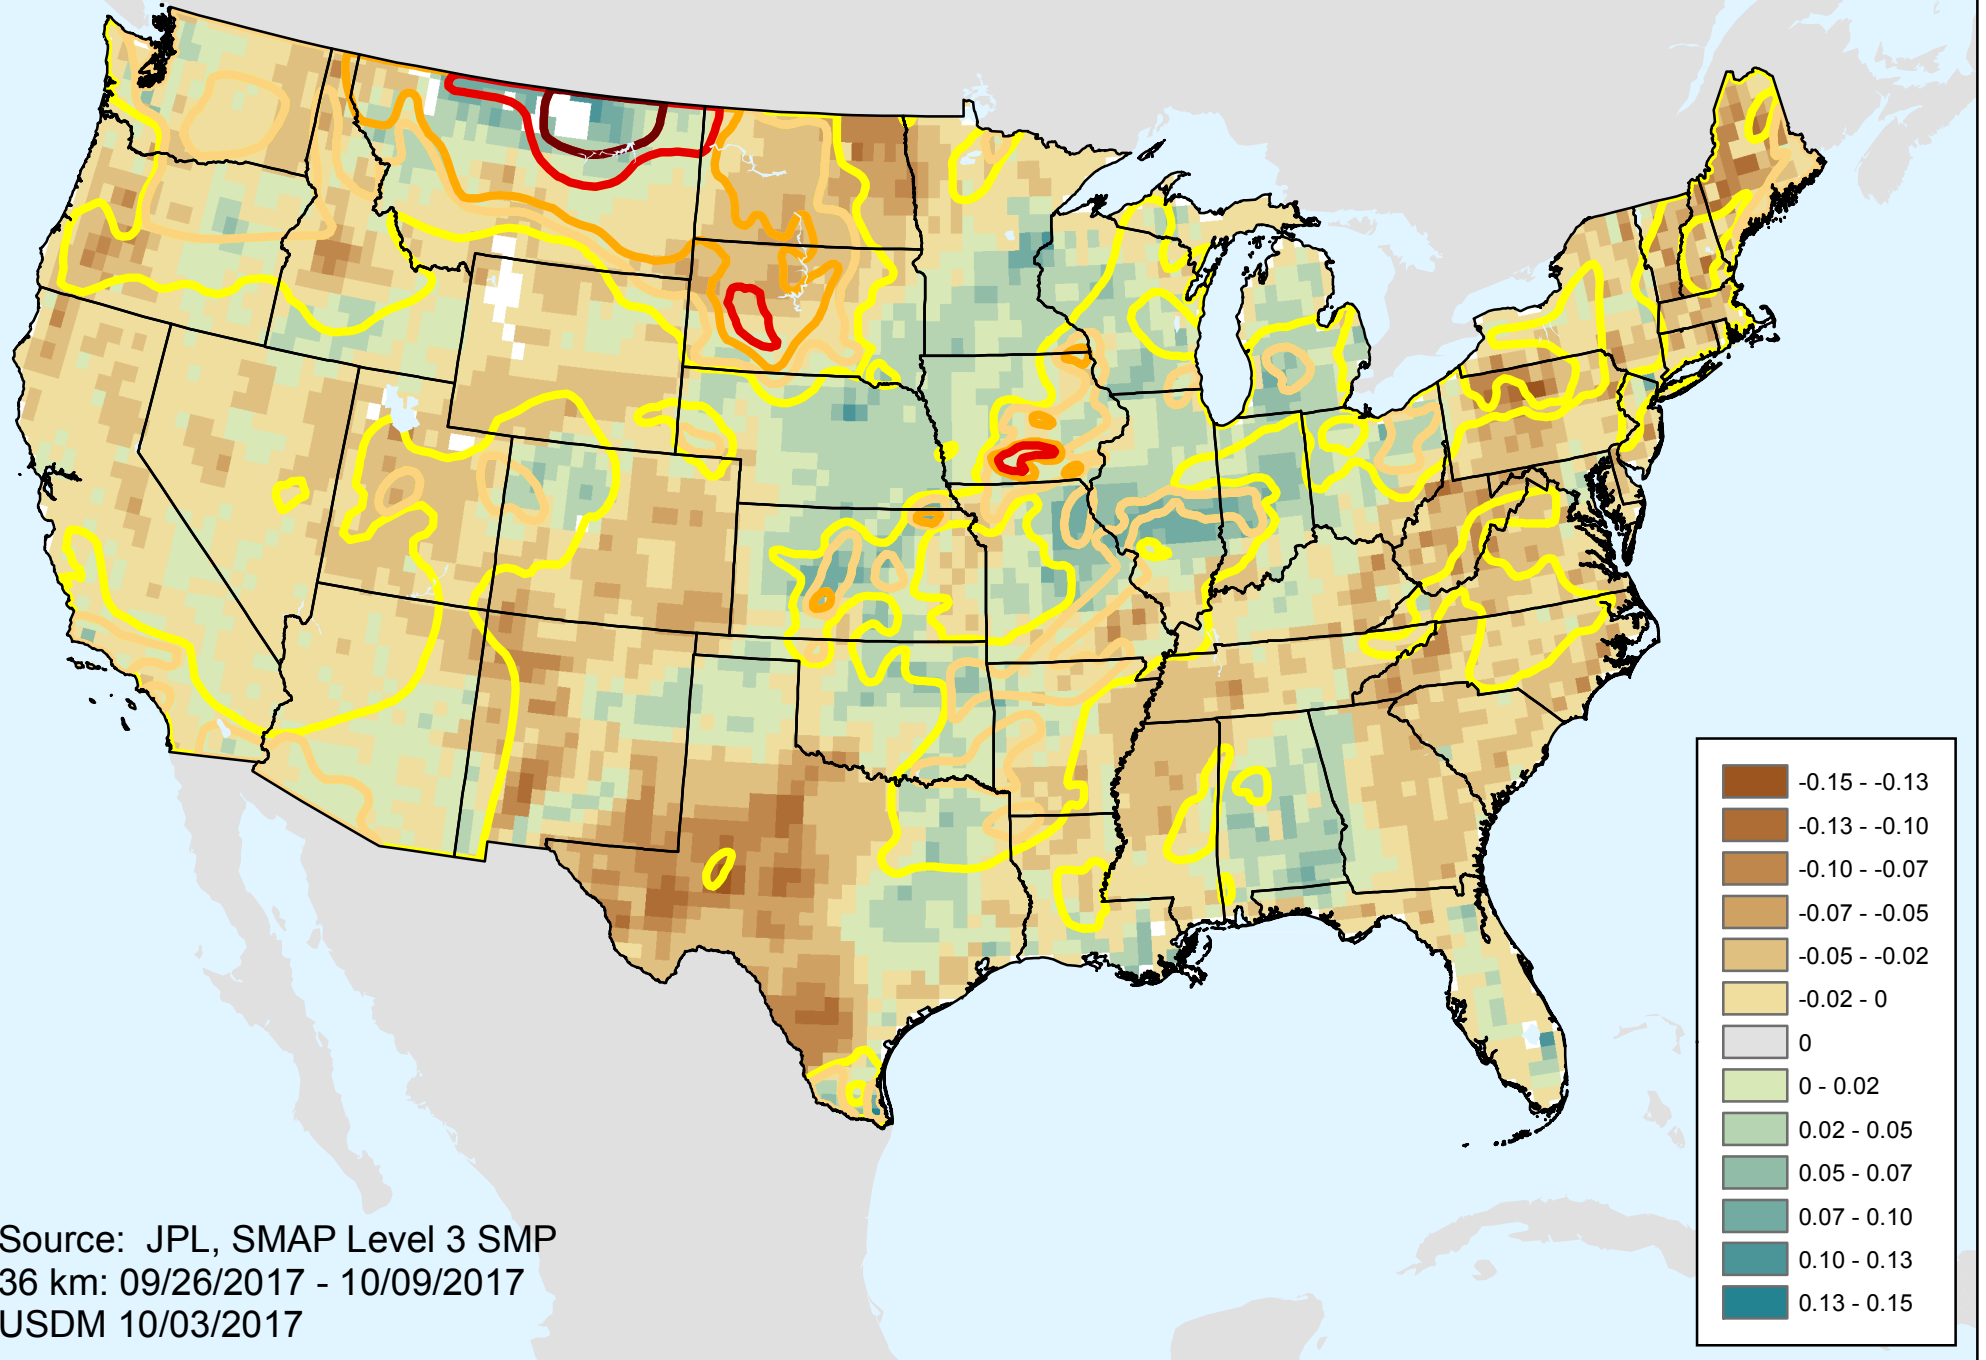 -0.15 - -0.13
-0.13 - -0.10
-0.10 - -0.07
-0.07 - -0.05
-0.05 - -0.02
-0.02 - 0
0
0 - 0.02
0.02 - 0.05
0.05 - 0.07
0.07 - 0.10
0.10 - 0.13
0.13 - 0.15
Source: JPL, SMAP Level 3 SMP
36 km: 09/26/2017 - 10/09/2017
USDM 10/03/2017